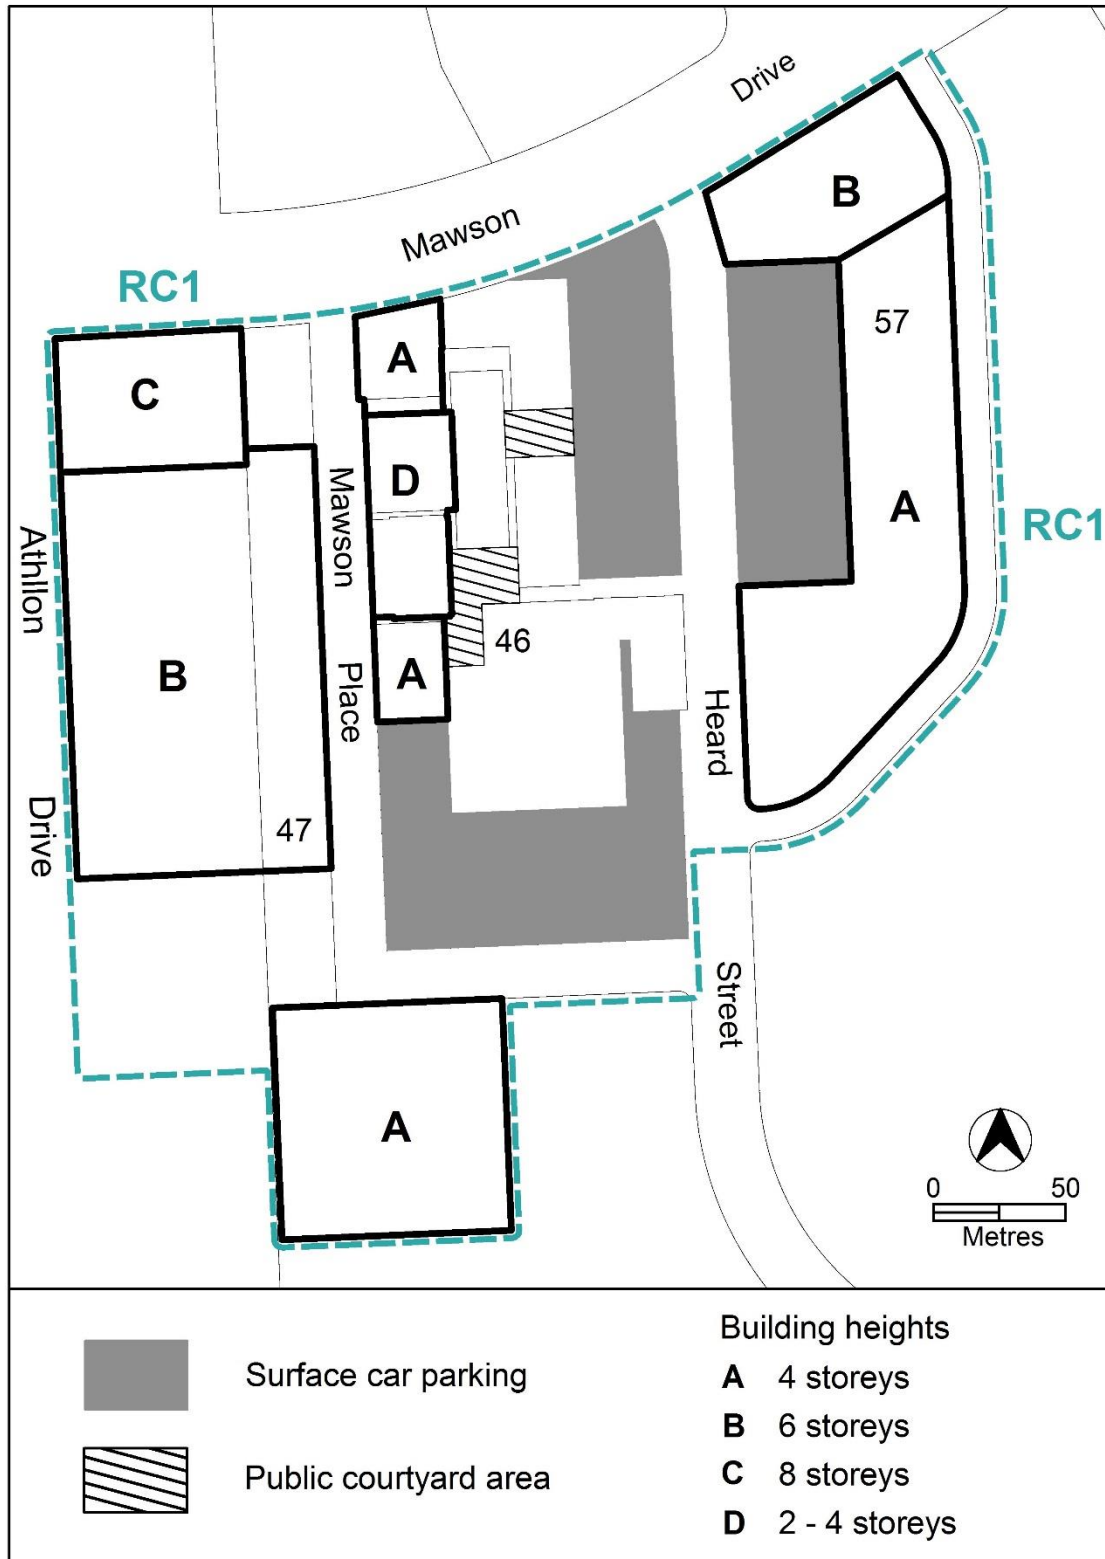 Drive
Mawson
B
RC1
57
A
C
Mawson
D
A
RC1
Athllon
B
Place
A
46
Heard
Drive
47
Street
A
0 50
Metres
Surface car parking
Public courtyard area
Building heights
A 4 storeys
B 6 storeys
C 8 storeys
D 2 - 4 storeys